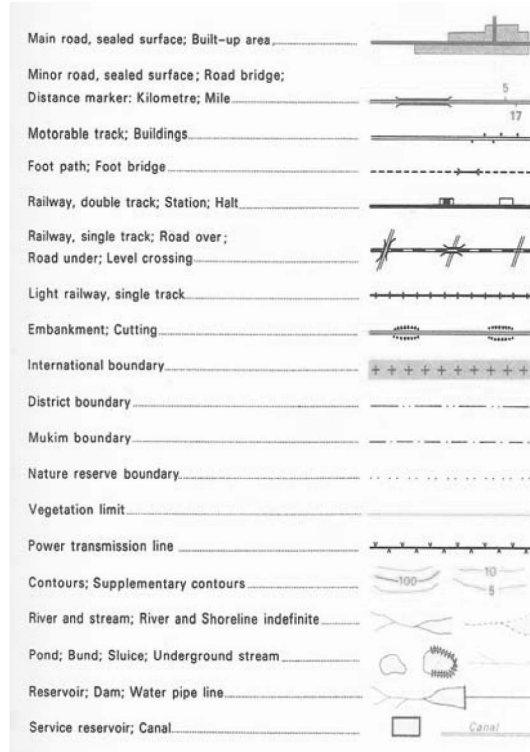 Main road, sealed surface; Built-up area
Minor road, sealed surface; Road bridge;
Distance marker: Kilometre; Mile
5
17
Motorable track; Buildings
Foot path; Foot bridge
Railway, double track; Station; Halt
Railway, single track; Road over;
Road under; Level crossing
Light railway, single track
Embankment; Cutting
International boundary
District boundary
Mukim boundary
Nature reserve boundary
Vegetation limit
Power transmission line
Contours; Supplementary contours
100
10
5
River and stream; River and Shoreline indefinite
Pond; Bund; Sluice; Underground stream
Reservoir; Dam; Water pipe line
Service reservoir; Canal
Canal